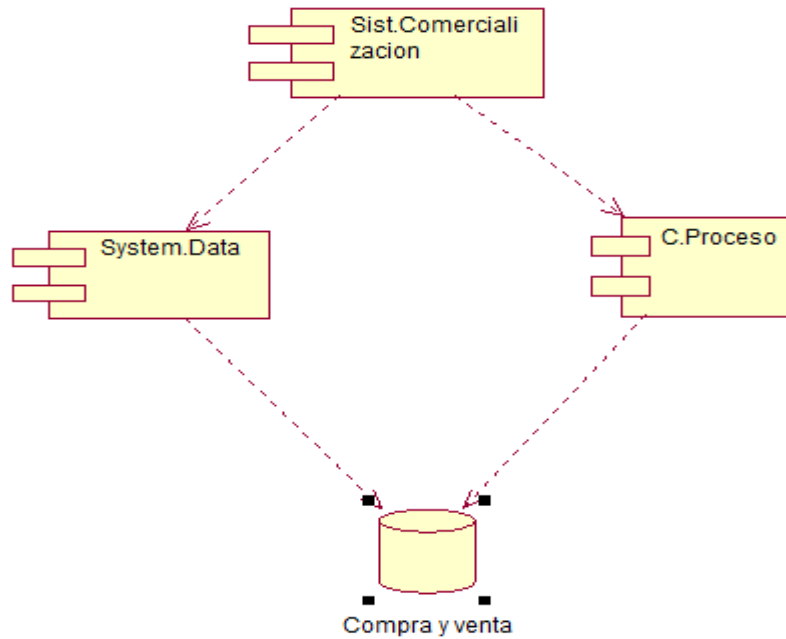 Sist.Comerciali
zacion
System.Data
C.Proceso
Compra y venta